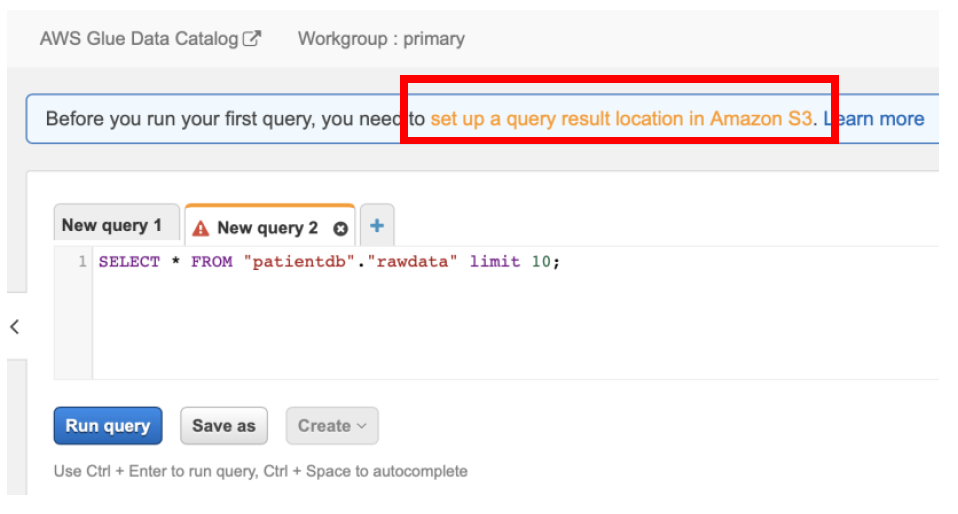 AWS Glue Data Catalog Workgroup : primary
Before you run your first query, you need to set up a query result location in Amazon S3. Learn more
New query 1 New query 2 +
1 SELECT * FROM "patientdb"."rawdata" limit 10;
Run query Save as Create
Use Ctrl + Enter to run query, Ctrl + Space to autocomplete